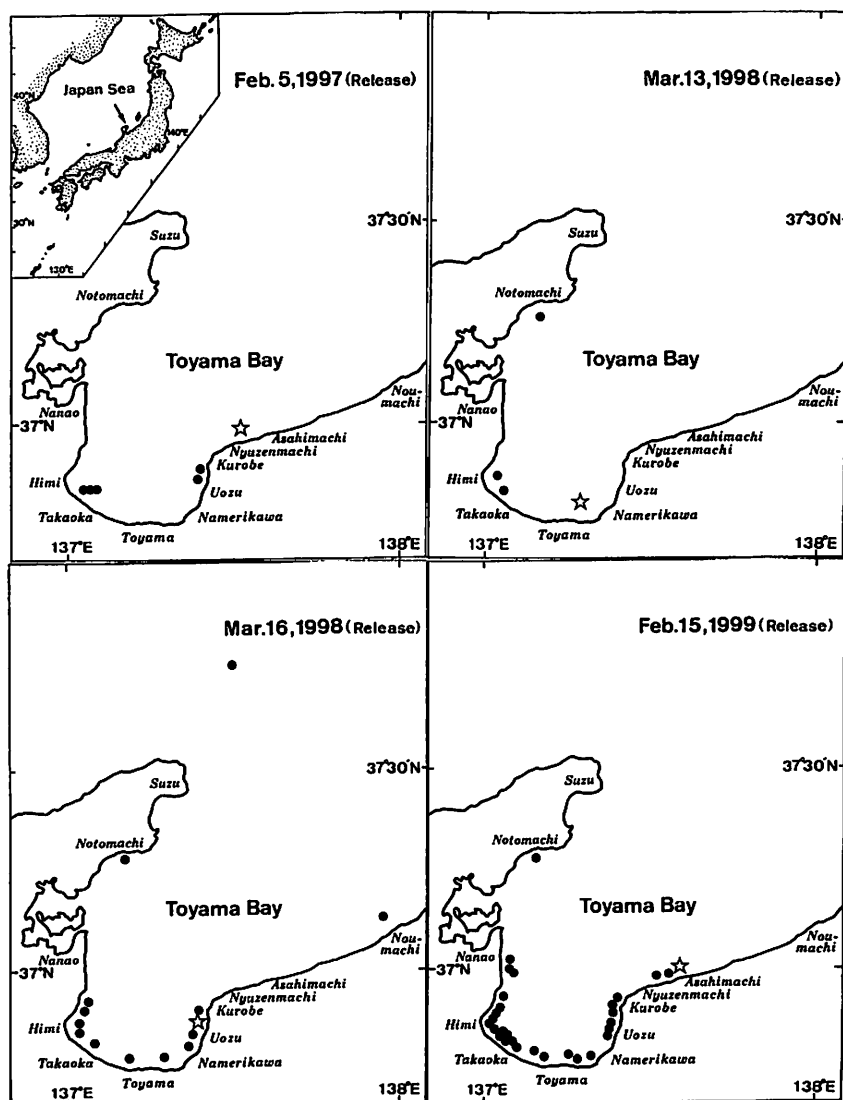 Feb. 5,1997 (Release)
Japan Sea
40°N
140°E
30°N
130°E
37°30'N
Suzu
Notomachi
Toyama Bay
Nou-
machi
Nanao
37°N
Asahimachi
Nyuzenmachi
Kurobe
Himi
Uozu
Takaoka
Namerikawa
Toyama
137°E
138°E
Mar.13,1998 (Release)
37°30'N
Suzu
Notomachi
Toyama Bay
Nou-
machi
Nanao
37°N
Asahimachi
Nyuzenmachi
Kurobe
Himi
Uozu
Takaoka
Namerikawa
Toyama
137°E
138°E
Mar.16,1998 (Release)
37°30'N
Suzu
Notomachi
Toyama Bay
Nou-
machi
Nanao
37°N
Asahimachi
Nyuzenmachi
Kurobe
Himi
Uozu
Takaoka
Namerikawa
Toyama
137°E
138°E
Feb.15,1999 (Release)
37°30'N
Suzu
Notomachi
Toyama Bay
Nou-
machi
Nanao
37°N
Asahimachi
Nyuzenmachi
Kurobe
Himi
Uozu
Takaoka
Namerikawa
Toyama
137°E
138°E